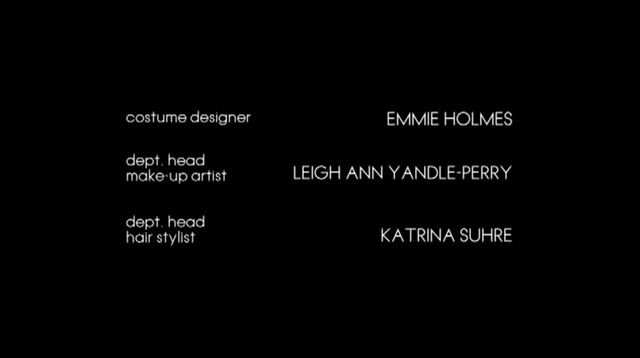 costume designer EMMIE HOLMES
dept. head
make-up artist LEIGH ANN YANDLE-PERRY
dept. head
hair stylist KATRINA SUHRE